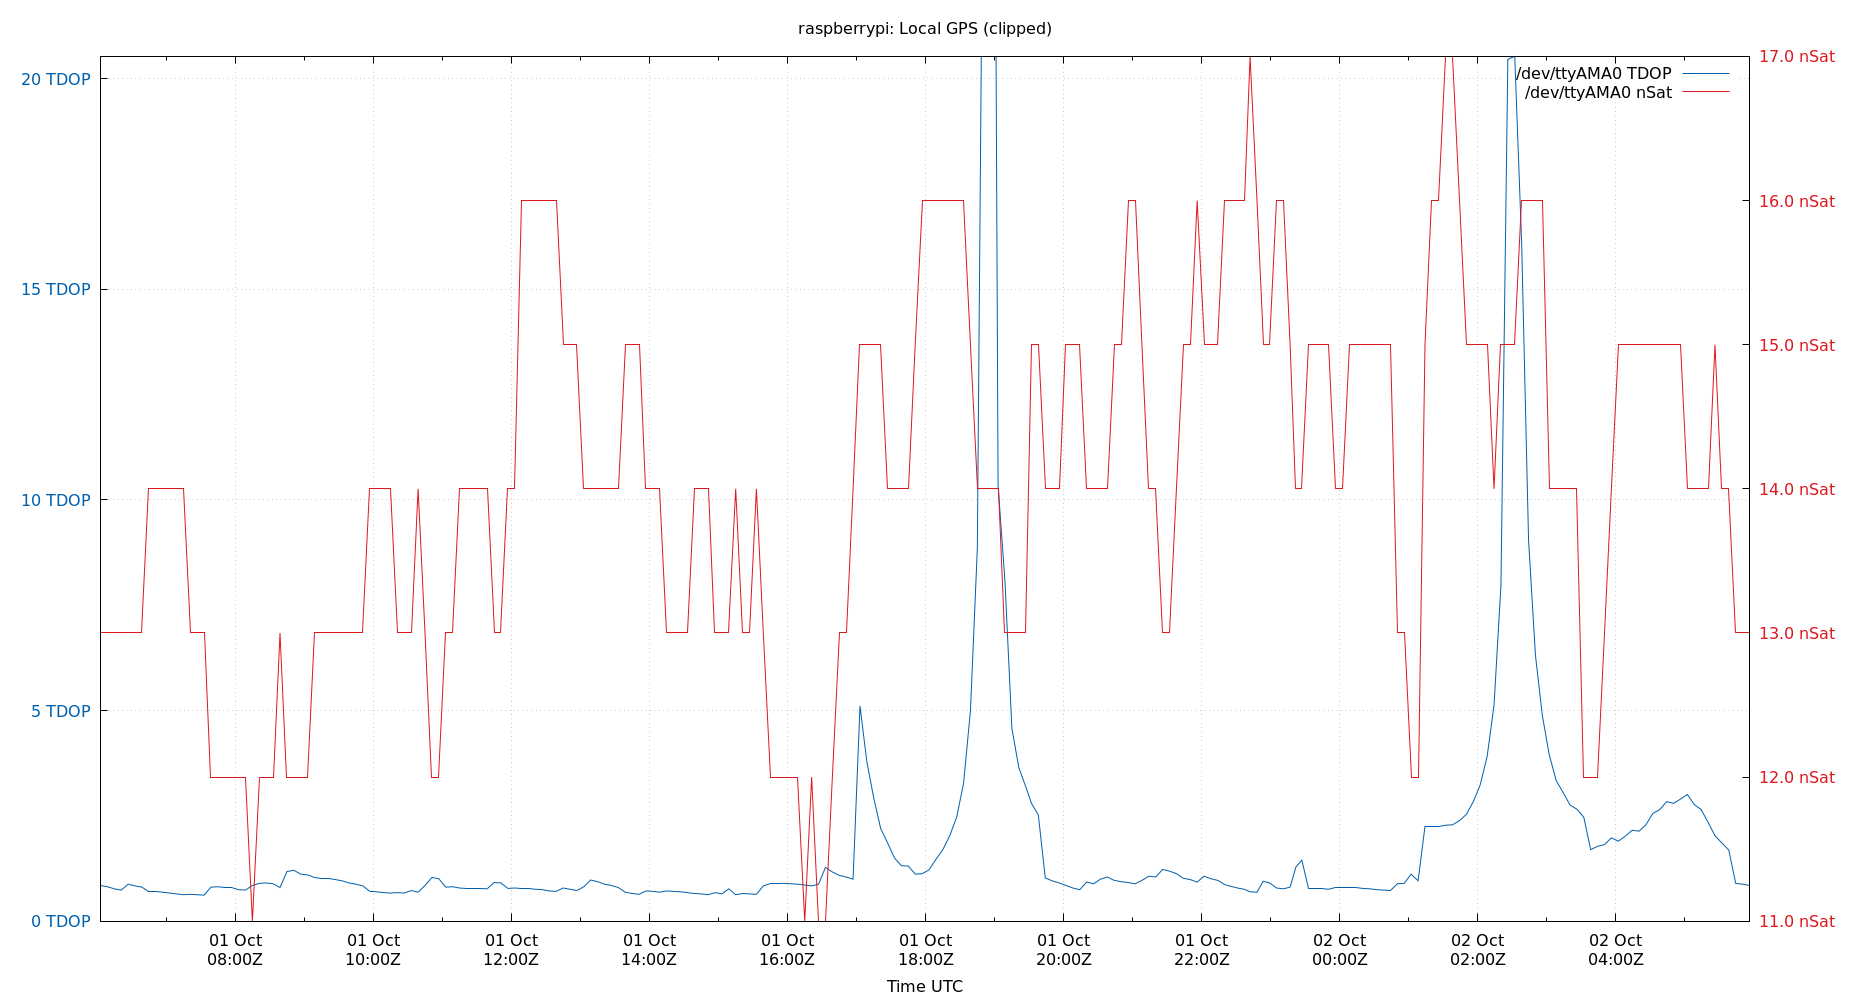 raspberrypi: Local GPS (clipped)
/dev/ttyAMA0 TDOP
/dev/ttyAMA0 nSat
20 TDOP
15 TDOP
10 TDOP
5 TDOP
0 TDOP
17.0 nSat
16.0 nSat
15.0 nSat
14.0 nSat
13.0 nSat
12.0 nSat
11.0 nSat
01 Oct
08:00Z
01 Oct
10:00Z
01 Oct
12:00Z
01 Oct
14:00Z
01 Oct
16:00Z
01 Oct
18:00Z
01 Oct
20:00Z
01 Oct
22:00Z
02 Oct
00:00Z
02 Oct
02:00Z
02 Oct
04:00Z
Time UTC